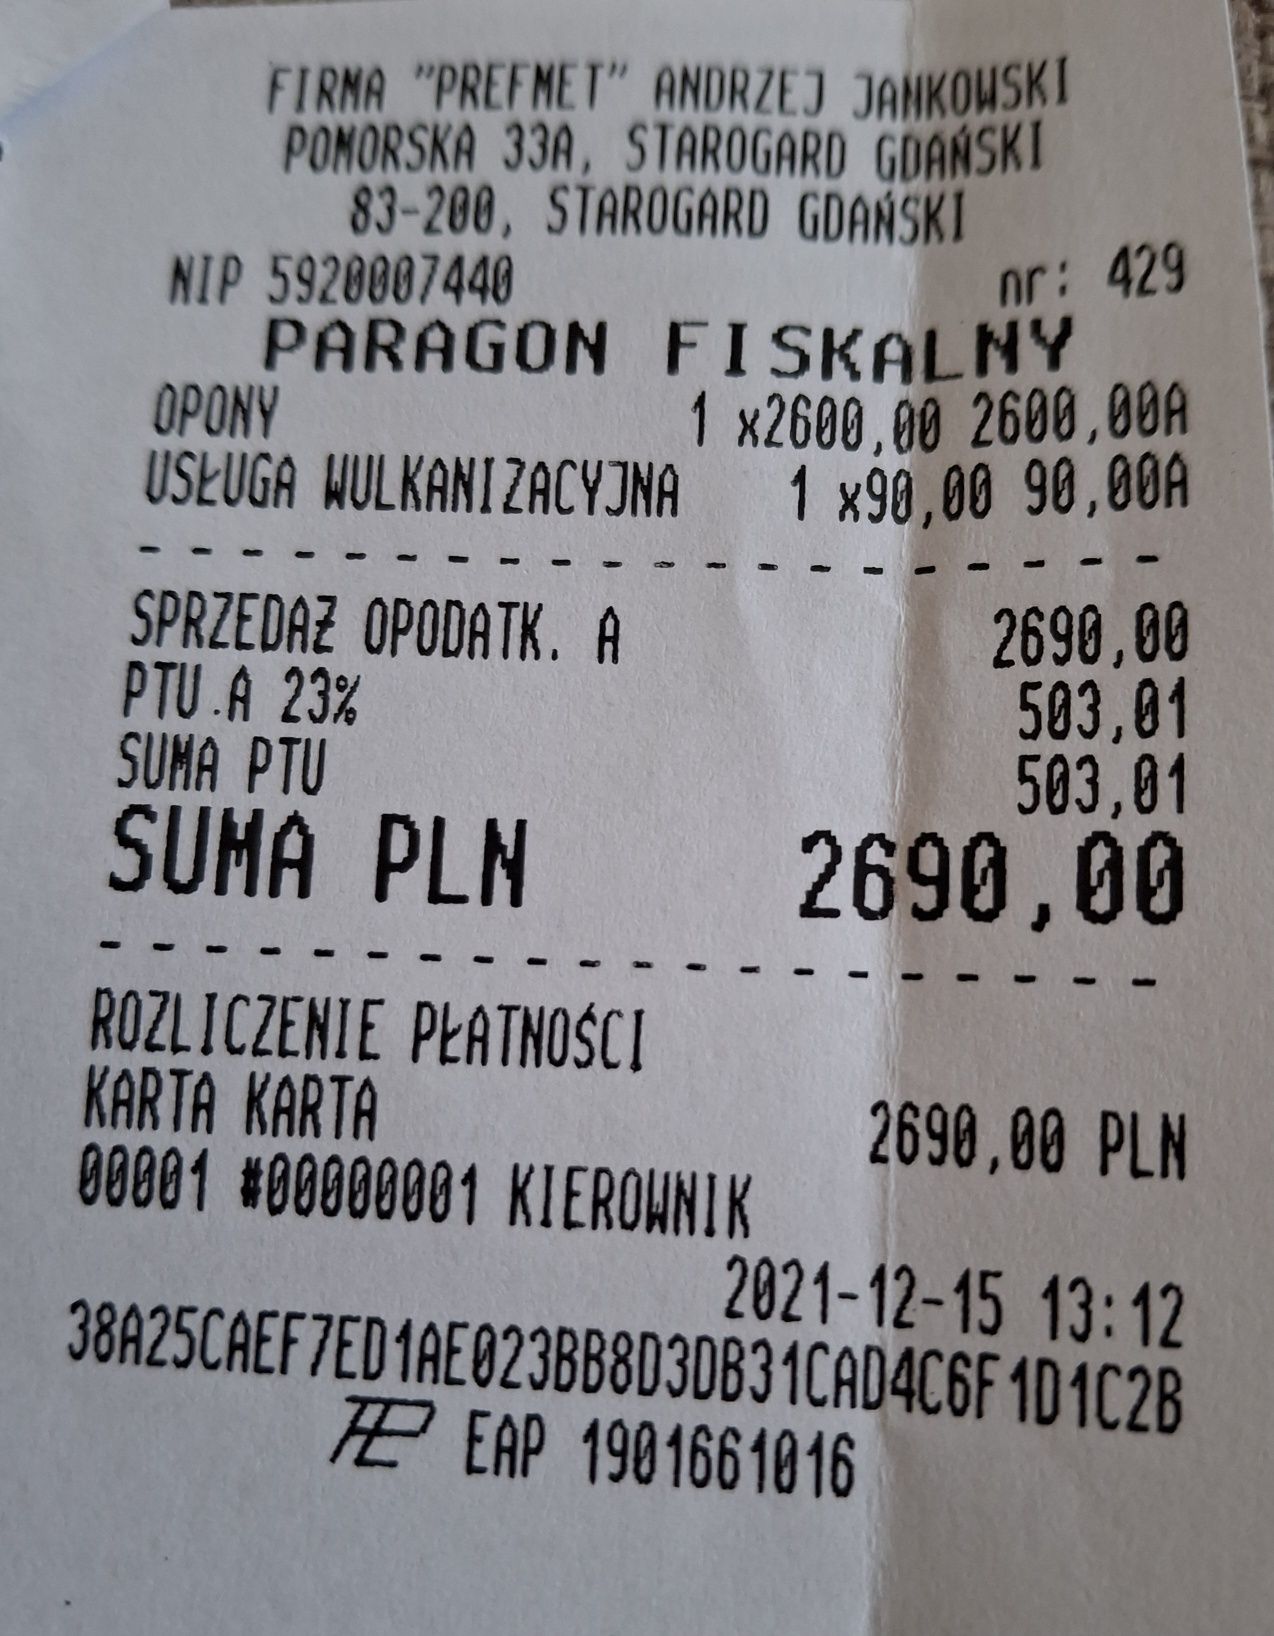 FIRMA "PREFMET" ANDRZEJ JANKOWSKI
POMORSKA 33A, STAROGARD GDAŃSKI
83-200, STAROGARD GDAŃSKI
NIP 5920007440 nr: 429
PARAGON FISKALNY
OPONY 1 x2600,00 2600,00A
USŁUGA WULKANIZACYJNA 1 x90,00 90,00A
SPRZEDAŻ OPODATK. A 2690,00
PTU A 23% 503,01
SUMA PTU 503,01
SUMA PLN 2690,00
ROZLICZENIE PŁATNOŚCI
KARTA KARTA 2690,00 PLN
00001 #00000001 KIEROWNIK
2021-12-15 13:12
38A25CAEF7ED1AE023BB8D3DB31CAD4C6F1D1C2B
EAP 1901661016